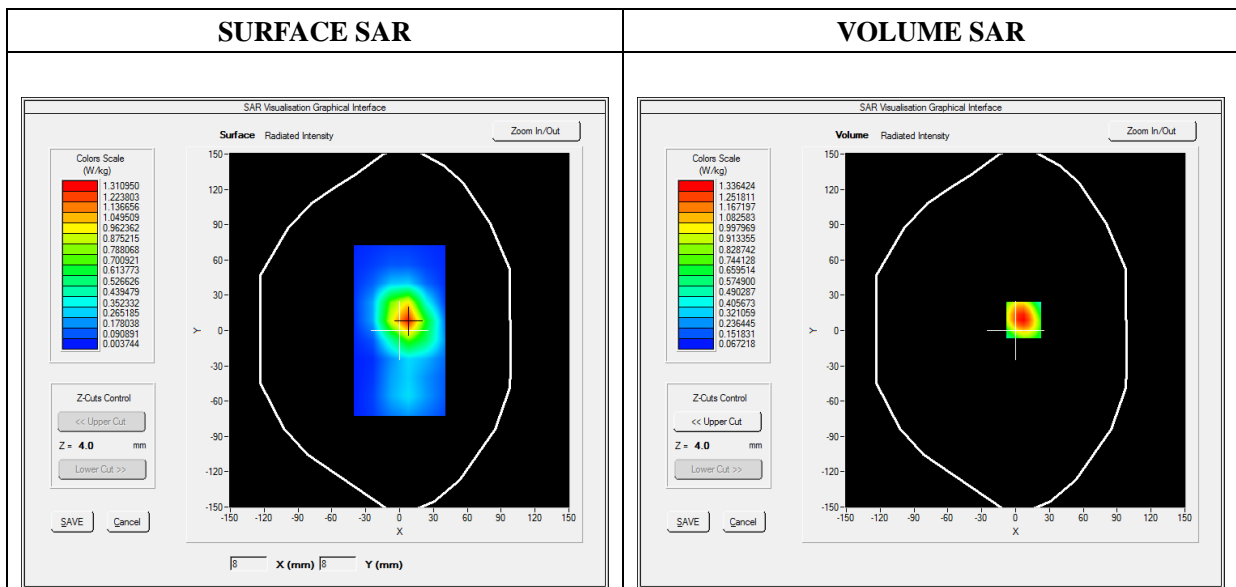 SURFACE SAR
VOLUME SAR
SAR Visualisation Graphical Interface
Surface Radiated Intensity
Zoom In/Out
Colors Scale
(W/kg)
1.310950
1.223803
1.136656
1.049509
0.962362
0.875215
0.788068
0.700921
0.613773
0.526626
0.439479
0.352332
0.265185
0.178038
0.090891
0.003744
Z-Cuts Control
<< Upper Cut
Z = 4.0 mm
Lower Cut >>
SAVE
Cancel
150
120
90
60
30
0
-30
-60
-90
-120
-150
Y
-150 -120 -90 -60 -30 0 30 60 90 120 150
X
8 X (mm) 8 Y (mm)
SAR Visualisation Graphical Interface
Volume Radiated Intensity
Zoom In/Out
Colors Scale
(W/kg)
1.336424
1.251811
1.167197
1.082583
0.997969
0.913355
0.828742
0.744128
0.659514
0.574900
0.490287
0.405673
0.321059
0.236445
0.151831
0.067218
Z-Cuts Control
<< Upper Cut
Z = 4.0 mm
Lower Cut >>
SAVE
Cancel
150
120
90
60
30
0
-30
-60
-90
-120
-150
Y
-150 -120 -90 -60 -30 0 30 60 90 120 150
X